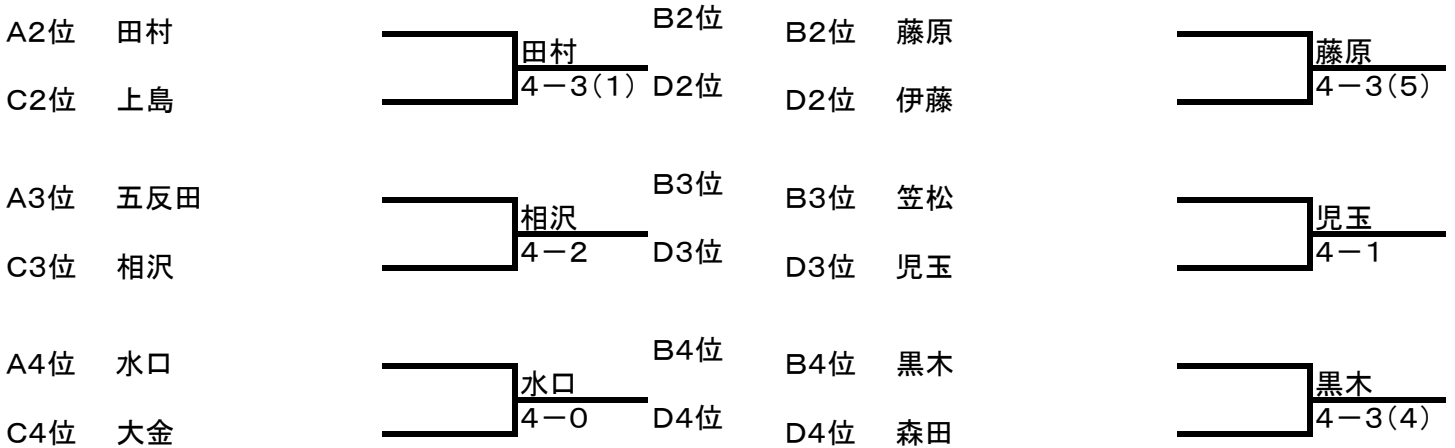 A2位 田村
田村
4-3(1)
C2位 上島
B2位
D2位
B2位 藤原
藤原
4-3(5)
D2位 伊藤
A3位 五反田
相沢
4-2
C3位 相沢
B3位
D3位
B3位 笠松
児玉
4-1
D3位 児玉
A4位 水口
水口
4-0
C4位 大金
B4位
D4位
B4位 黒木
黒木
4-3(4)
D4位 森田